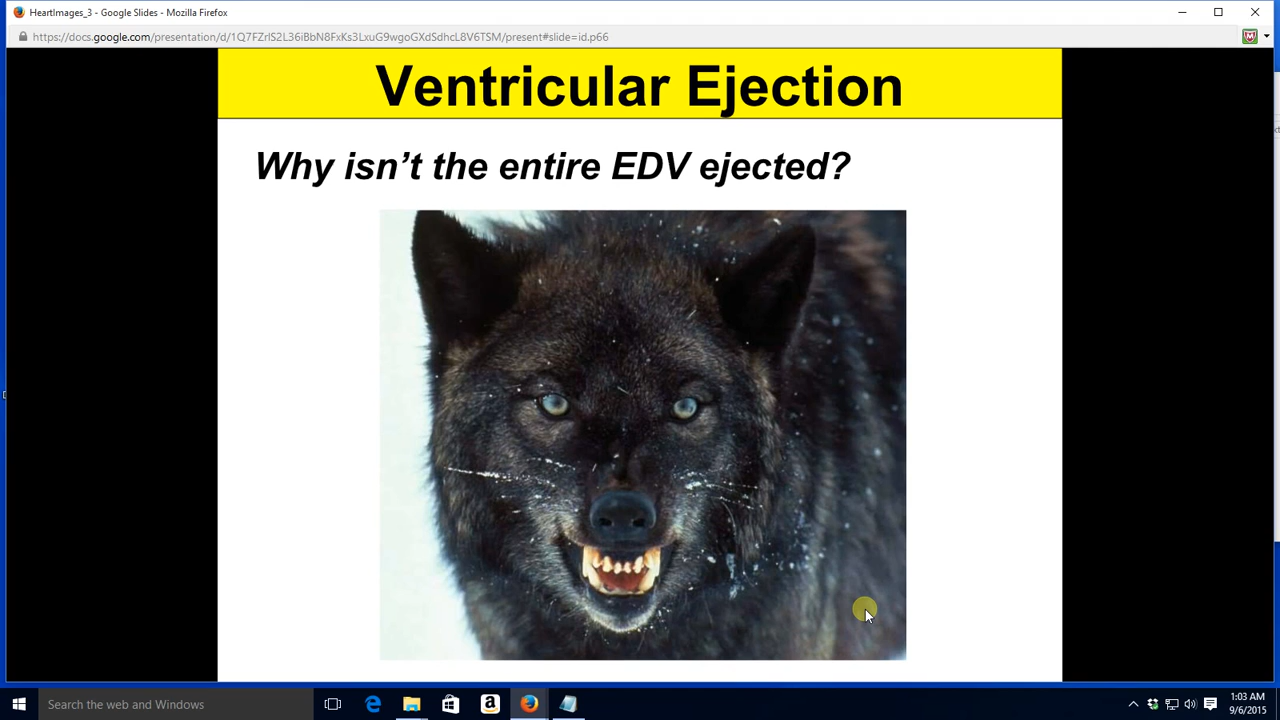 HeartImages_3 - Google Slides - Mozilla Firefox
https://docs.google.com/presentation/d/1Q7FZrlS2L36iBbN8FxKs3LxuG9wgoGXdSdhcL8V6TSM/present#slide=id.p66
Ventricular Ejection
Why isn’t the entire EDV ejected?
Search the web and Windows
1:03 AM
9/6/2015